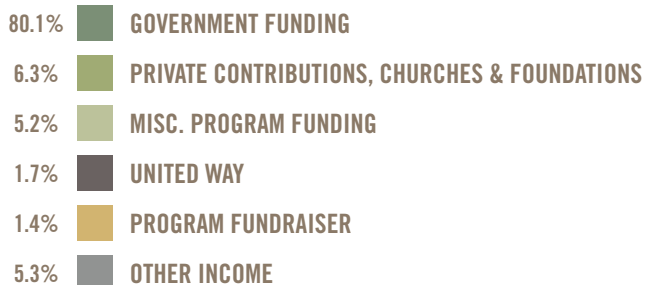 80.1% GOVERNMENT FUNDING
6.3% PRIVATE CONTRIBUTIONS, CHURCHES & FOUNDATIONS
5.2% MISC. PROGRAM FUNDING
1.7% UNITED WAY
1.4% PROGRAM FUNDRAISER
5.3% OTHER INCOME